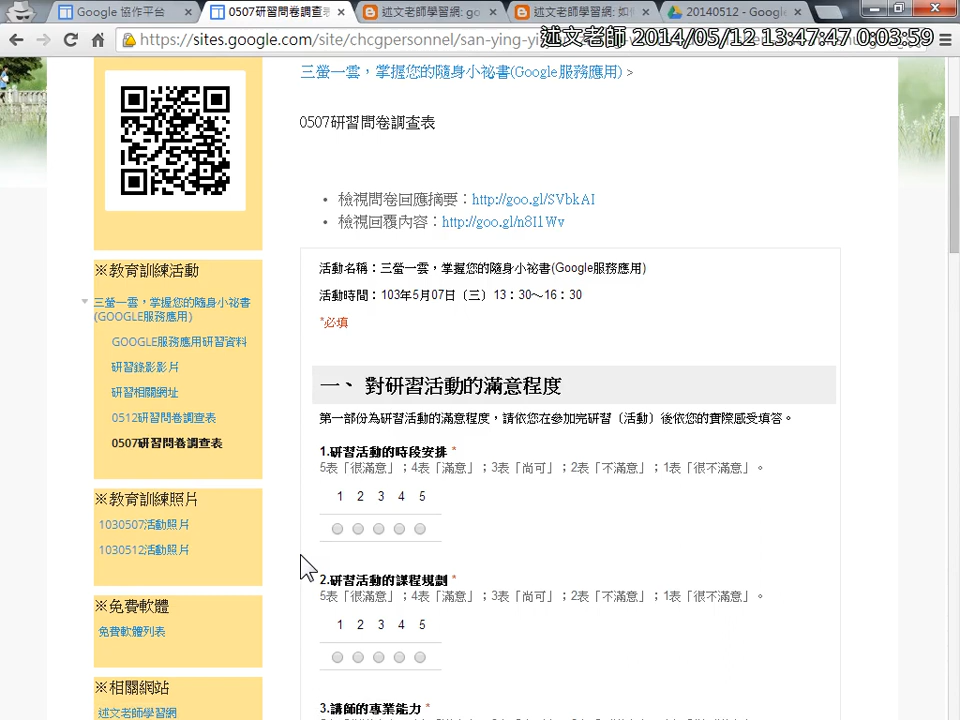 Google 協作平台
0507研習問卷調查表
述文老師學習網: go
述文老師學習網: 如
20140512 - Googl
https://sites.google.com/site/chcgpersonnel/san-ying-yi
述文老師 2014/05/12 13:47:47 0:03:59
三螢一雲，掌握您的隨身小祕書(Google服務應用) >
0507研習問卷調查表
• 檢視問卷回應摘要：http://goo.gl/SVbkAI
• 檢視回覆內容：http://goo.gl/n8I1Wv
※教育訓練活動
三螢一雲，掌握您的隨身小祕書
(GOOGLE服務應用)
GOOGLE服務應用研習資料
研習錄影影片
研習相關網址
0512研習問卷調查表
0507研習問卷調查表
※教育訓練照片
1030507活動照片
1030512活動照片
※免費軟體
免費軟體列表
※相關網站
述文老師學習網
活動名稱：三螢一雲，掌握您的隨身小祕書(Google服務應用)
活動時間：103年5月07日〔三〕13：30～16：30
*必填
一、 對研習活動的滿意程度
第一部份為研習活動的滿意程度，請依您在參加完研習〔活動〕後依您的實際感受填答。
1.研習活動的時段安排 *
5表「很滿意」；4表「滿意」；3表「尚可」；2表「不滿意」；1表「很不滿意」。
1 2 3 4 5
2.研習活動的課程規劃 *
5表「很滿意」；4表「滿意」；3表「尚可」；2表「不滿意」；1表「很不滿意」。
1 2 3 4 5
3.講師的專業能力 *